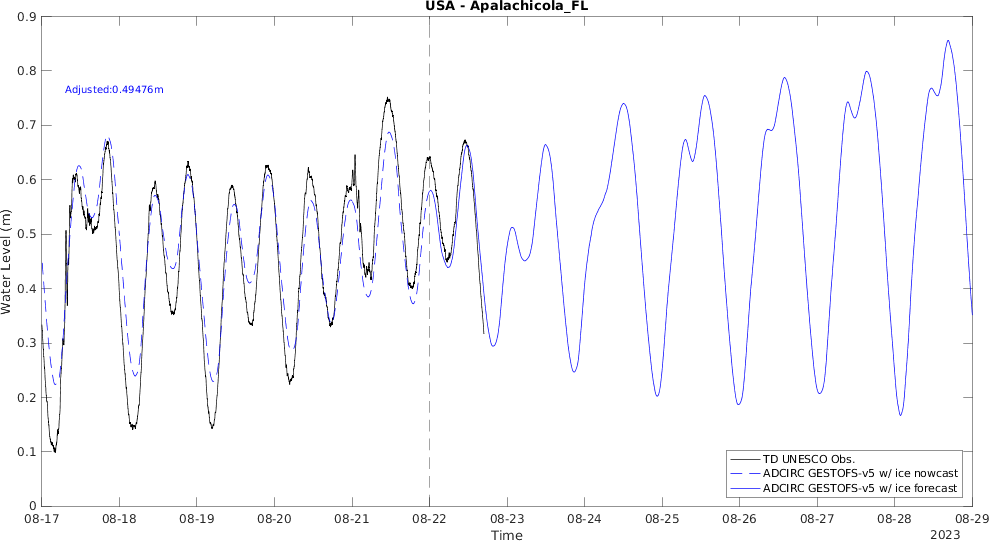 USA - Apalachicola_FL
0.9
0.8
Adjusted:0.49476m
0.7
0.6
0.5
0.4
0.3
0.2
0.1
0
Water Level (m)
TD UNESCO Obs.
ADCIRC GESTOFS-v5 w/ ice nowcast
ADCIRC GESTOFS-v5 w/ ice forecast
08-17 08-18 08-19 08-20 08-21 08-22 08-23 08-24 08-25 08-26 08-27 08-28 08-29
Time
2023